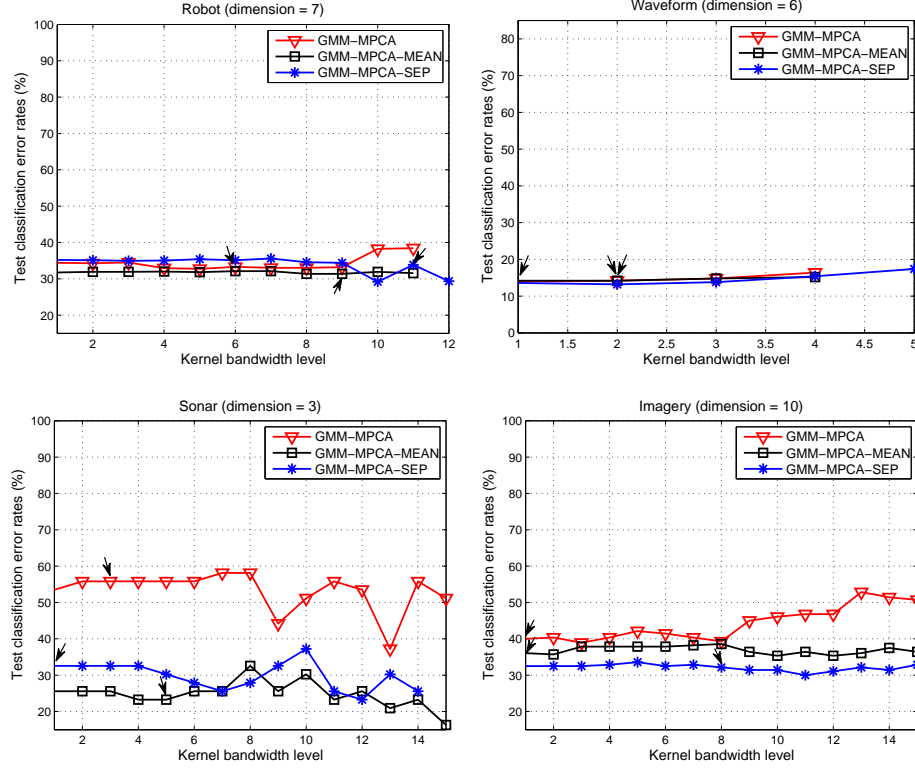 Robot (dimension = 7)
100
90
80
70
60
50
40
30
20
Test classification error rates (%)
GMM−MPCA
GMM−MPCA−MEAN
GMM−MPCA−SEP
2
4
6
8
10
12
Kernel bandwidth level
Waveform (dimension = 6)
80
70
60
50
40
30
20
10
0
Test classification error rates (%)
GMM−MPCA
GMM−MPCA−MEAN
GMM−MPCA−SEP
1
1.5
2
2.5
3
3.5
4
4.5
5
Kernel bandwidth level
Sonar (dimension = 3)
100
90
80
70
60
50
40
30
20
Test classification error rates (%)
GMM−MPCA
GMM−MPCA−MEAN
GMM−MPCA−SEP
2
4
6
8
10
12
14
Kernel bandwidth level
Imagery (dimension = 10)
100
90
80
70
60
50
40
30
20
Test classification error rates (%)
GMM−MPCA
GMM−MPCA−MEAN
GMM−MPCA−SEP
2
4
6
8
10
12
14
Kernel bandwidth level